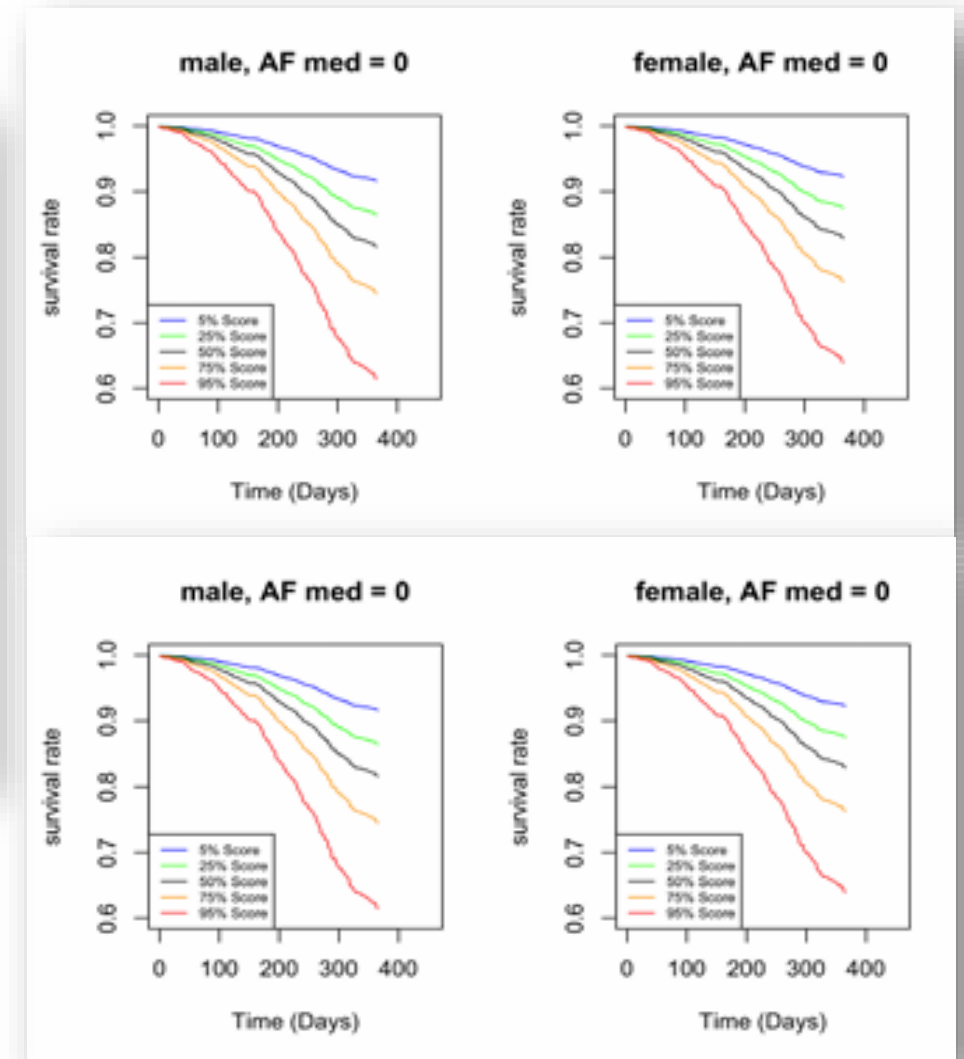 male, AF med = 0
1.0
0.9
0.8
0.7
0.6
survival rate
5% Score
25% Score
50% Score
75% Score
95% Score
0 100 200 300 400
Time (Days)
female, AF med = 0
1.0
0.9
0.8
0.7
0.6
survival rate
5% Score
25% Score
50% Score
75% Score
95% Score
0 100 200 300 400
Time (Days)
male, AF med = 0
1.0
0.9
0.8
0.7
0.6
survival rate
5% Score
25% Score
50% Score
75% Score
95% Score
0 100 200 300 400
Time (Days)
female, AF med = 0
1.0
0.9
0.8
0.7
0.6
survival rate
5% Score
25% Score
50% Score
75% Score
95% Score
0 100 200 300 400
Time (Days)